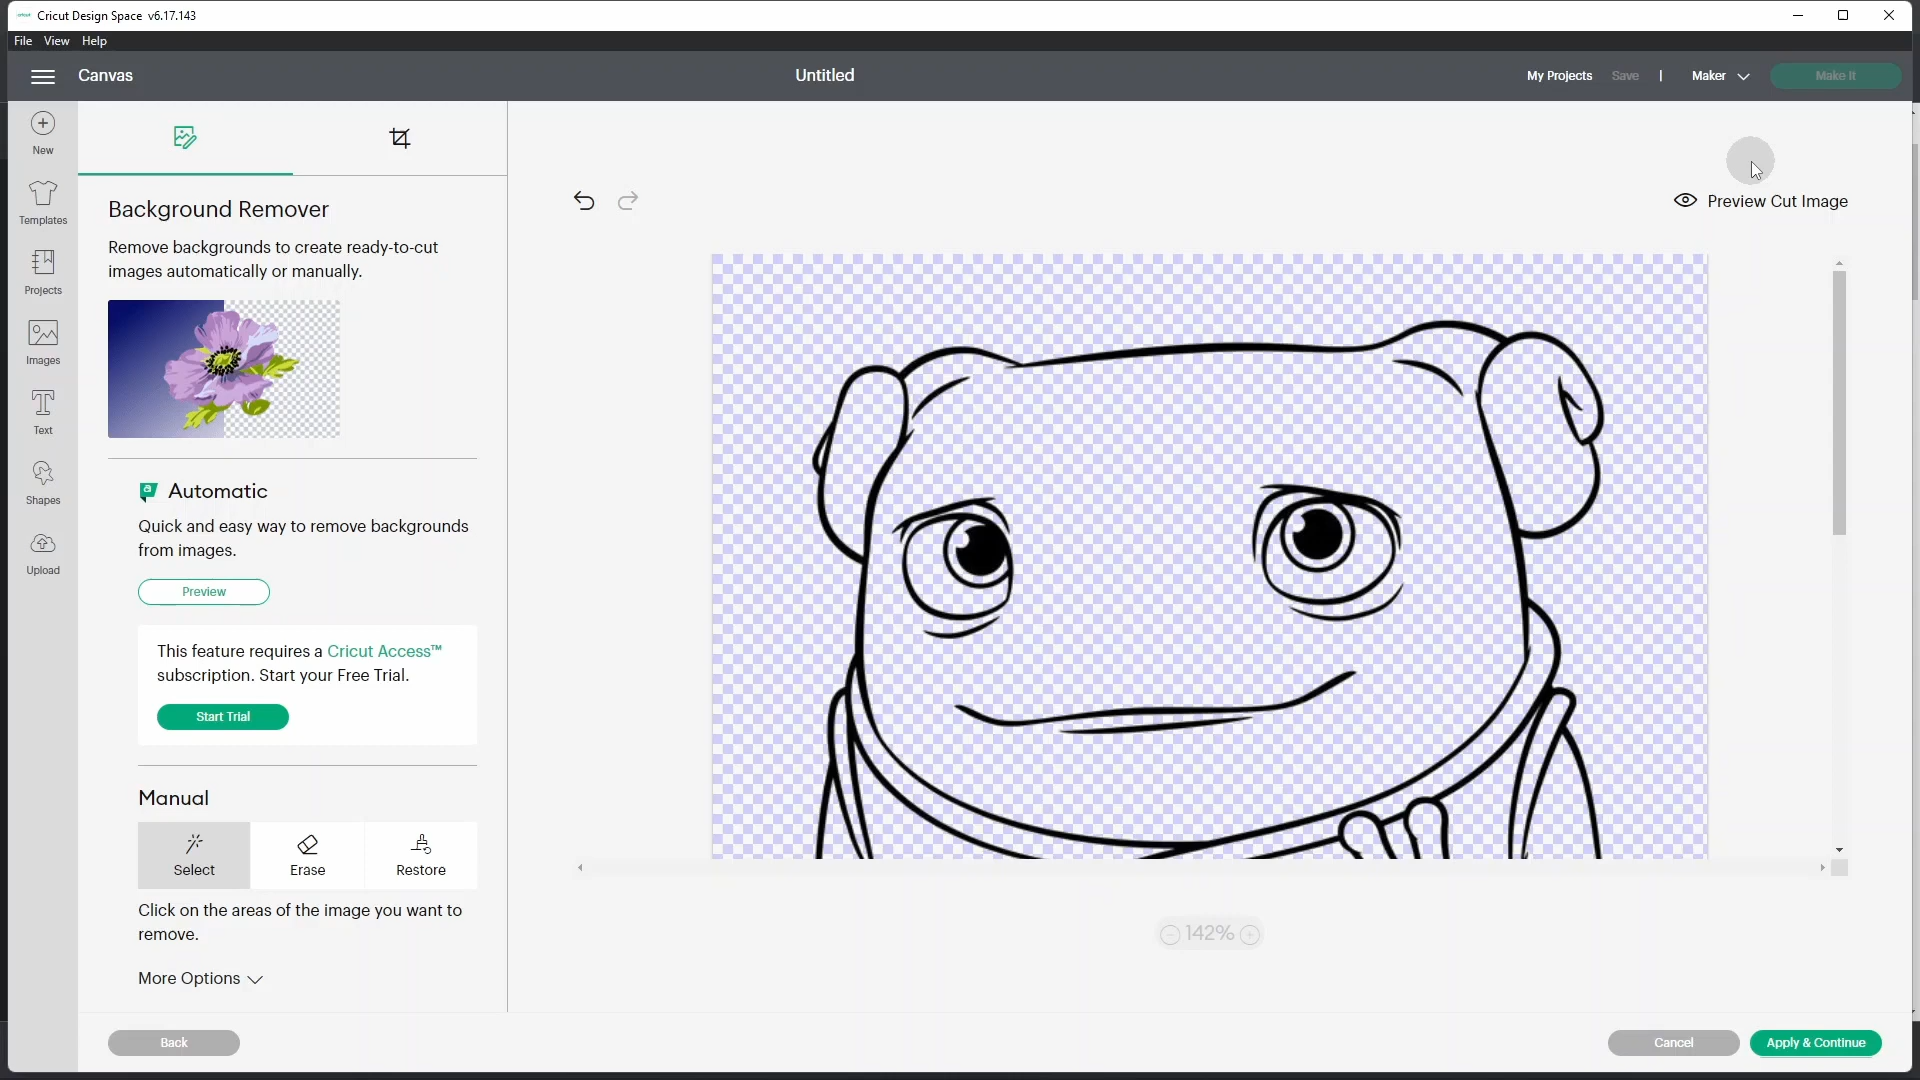 Cricut Design Space v6.17.143
File View Help
Canvas
Untitled
My Projects Save | Maker Make It
New
Templates
Projects
Images
Text
Shapes
Upload
Background Remover
Remove backgrounds to create ready-to-cut
images automatically or manually.
a Automatic
Quick and easy way to remove backgrounds
from images.
Preview
This feature requires a Cricut Access™
subscription. Start your Free Trial.
Start Trial
Manual
Select Erase Restore
Click on the areas of the image you want to
remove.
More Options
Preview Cut Image
142%
Back
Cancel Apply & Continue